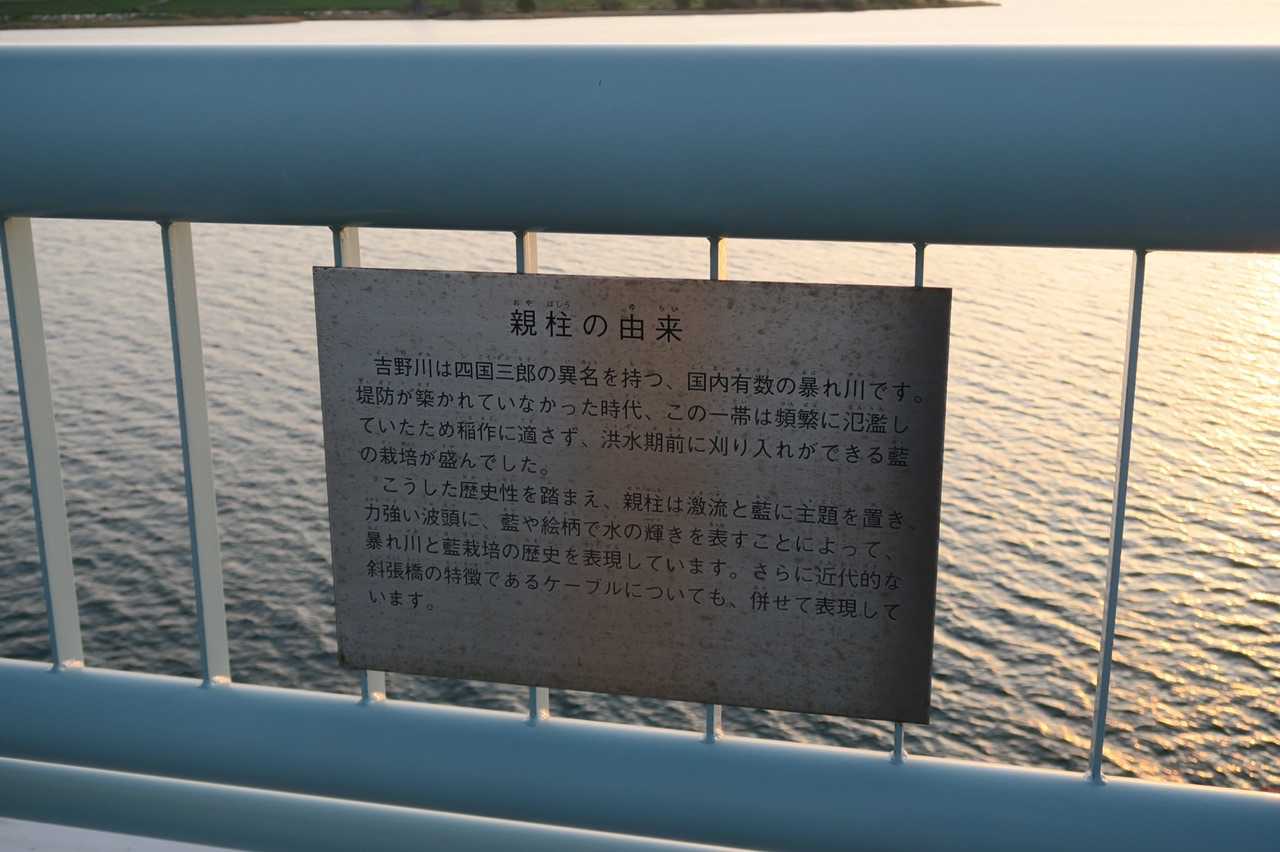 親柱の由来
吉野川は四国三郎の異名を持つ、国内有数の暴れ川です。
堤防が築かれていなかった時代、この一帯は頻繁に氾濫し
ていたため稲作に適さず、洪水期前に刈り入れができる藍
の栽培が盛んでした。
こうした歴史性を踏まえ、親柱は激流と藍に主題を置き、
力強い波頭に、藍や絵柄で水の輝きを表すことによって、
暴れ川と藍栽培の歴史を表現しています。さらに近代的な
斜張橋の特徴であるケーブルについても、併せて表現して
います。